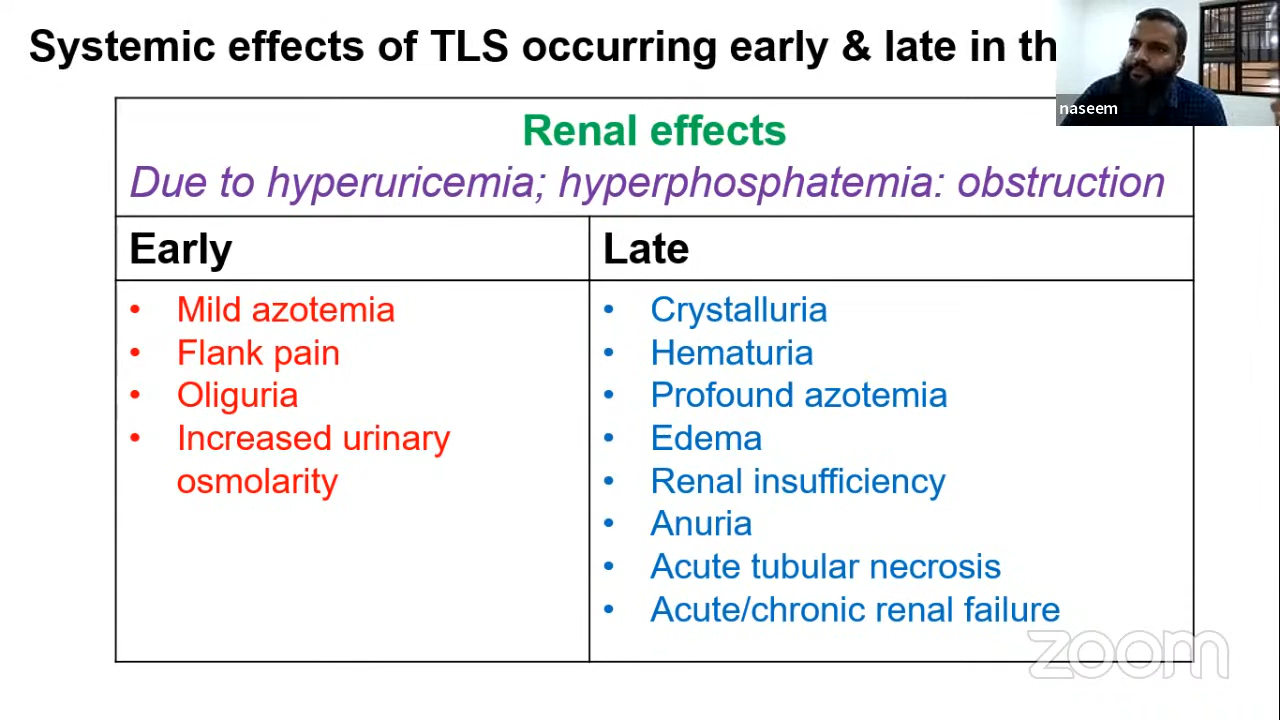 Systemic effects of TLS occurring early & late in th
naseem
Renal effects
Due to hyperuricemia; hyperphosphatemia: obstruction
Early
Late
• Mild azotemia
• Flank pain
• Oliguria
• Increased urinary
osmolarity
• Crystalluria
• Hematuria
• Profound azotemia
• Edema
• Renal insufficiency
• Anuria
• Acute tubular necrosis
• Acute/chronic renal failure
zoom